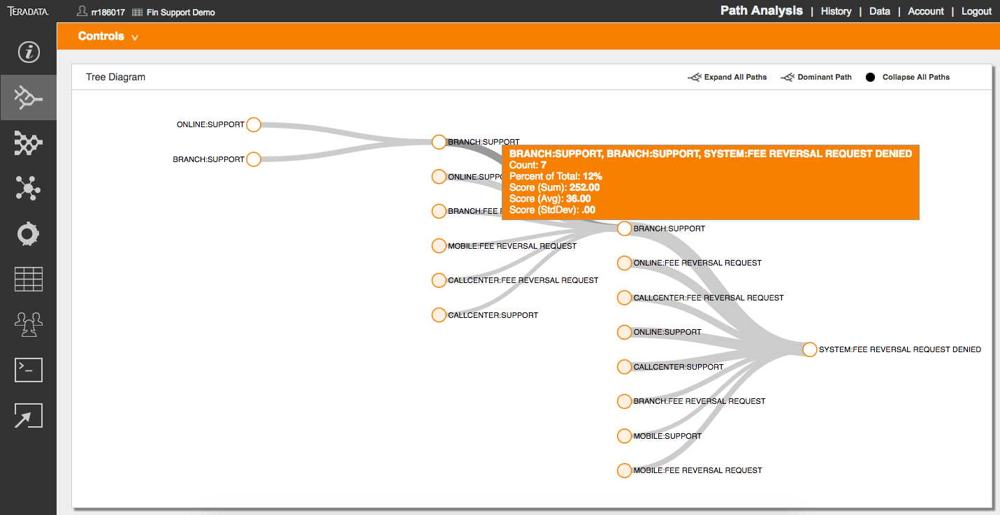 TERADATA
rr186017 Fin Support Demo
Path Analysis | History | Data | Account | Logout
Controls
Tree Diagram
Expand All Paths Dominant Path Collapse All Paths
ONLINE:SUPPORT
BRANCH:SUPPORT
BRANCH:SUPPORT
ONLINE:SUPPO
BRANCH:FEE
MOBILE:FEE REVERSAL REQUEST
CALLCENTER:FEE REVERSAL REQUEST
CALLCENTER:SUPPORT
BRANCH:SUPPORT, BRANCH:SUPPORT, SYSTEM:FEE REVERSAL REQUEST DENIED
Count: 7
Percent of Total: 12%
Score (Sum): 252.00
Score (Avg): 36.00
Score (StdDev): .00
BRANCH:SUPPORT
ONLINE:FEE REVERSAL REQUEST
CALLCENTER:FEE REVERSAL REQUEST
ONLINE:SUPPORT
CALLCENTER:SUPPORT
BRANCH:FEE REVERSAL REQUEST
MOBILE:SUPPORT
MOBILE:FEE REVERSAL REQUEST
SYSTEM:FEE REVERSAL REQUEST DENIED